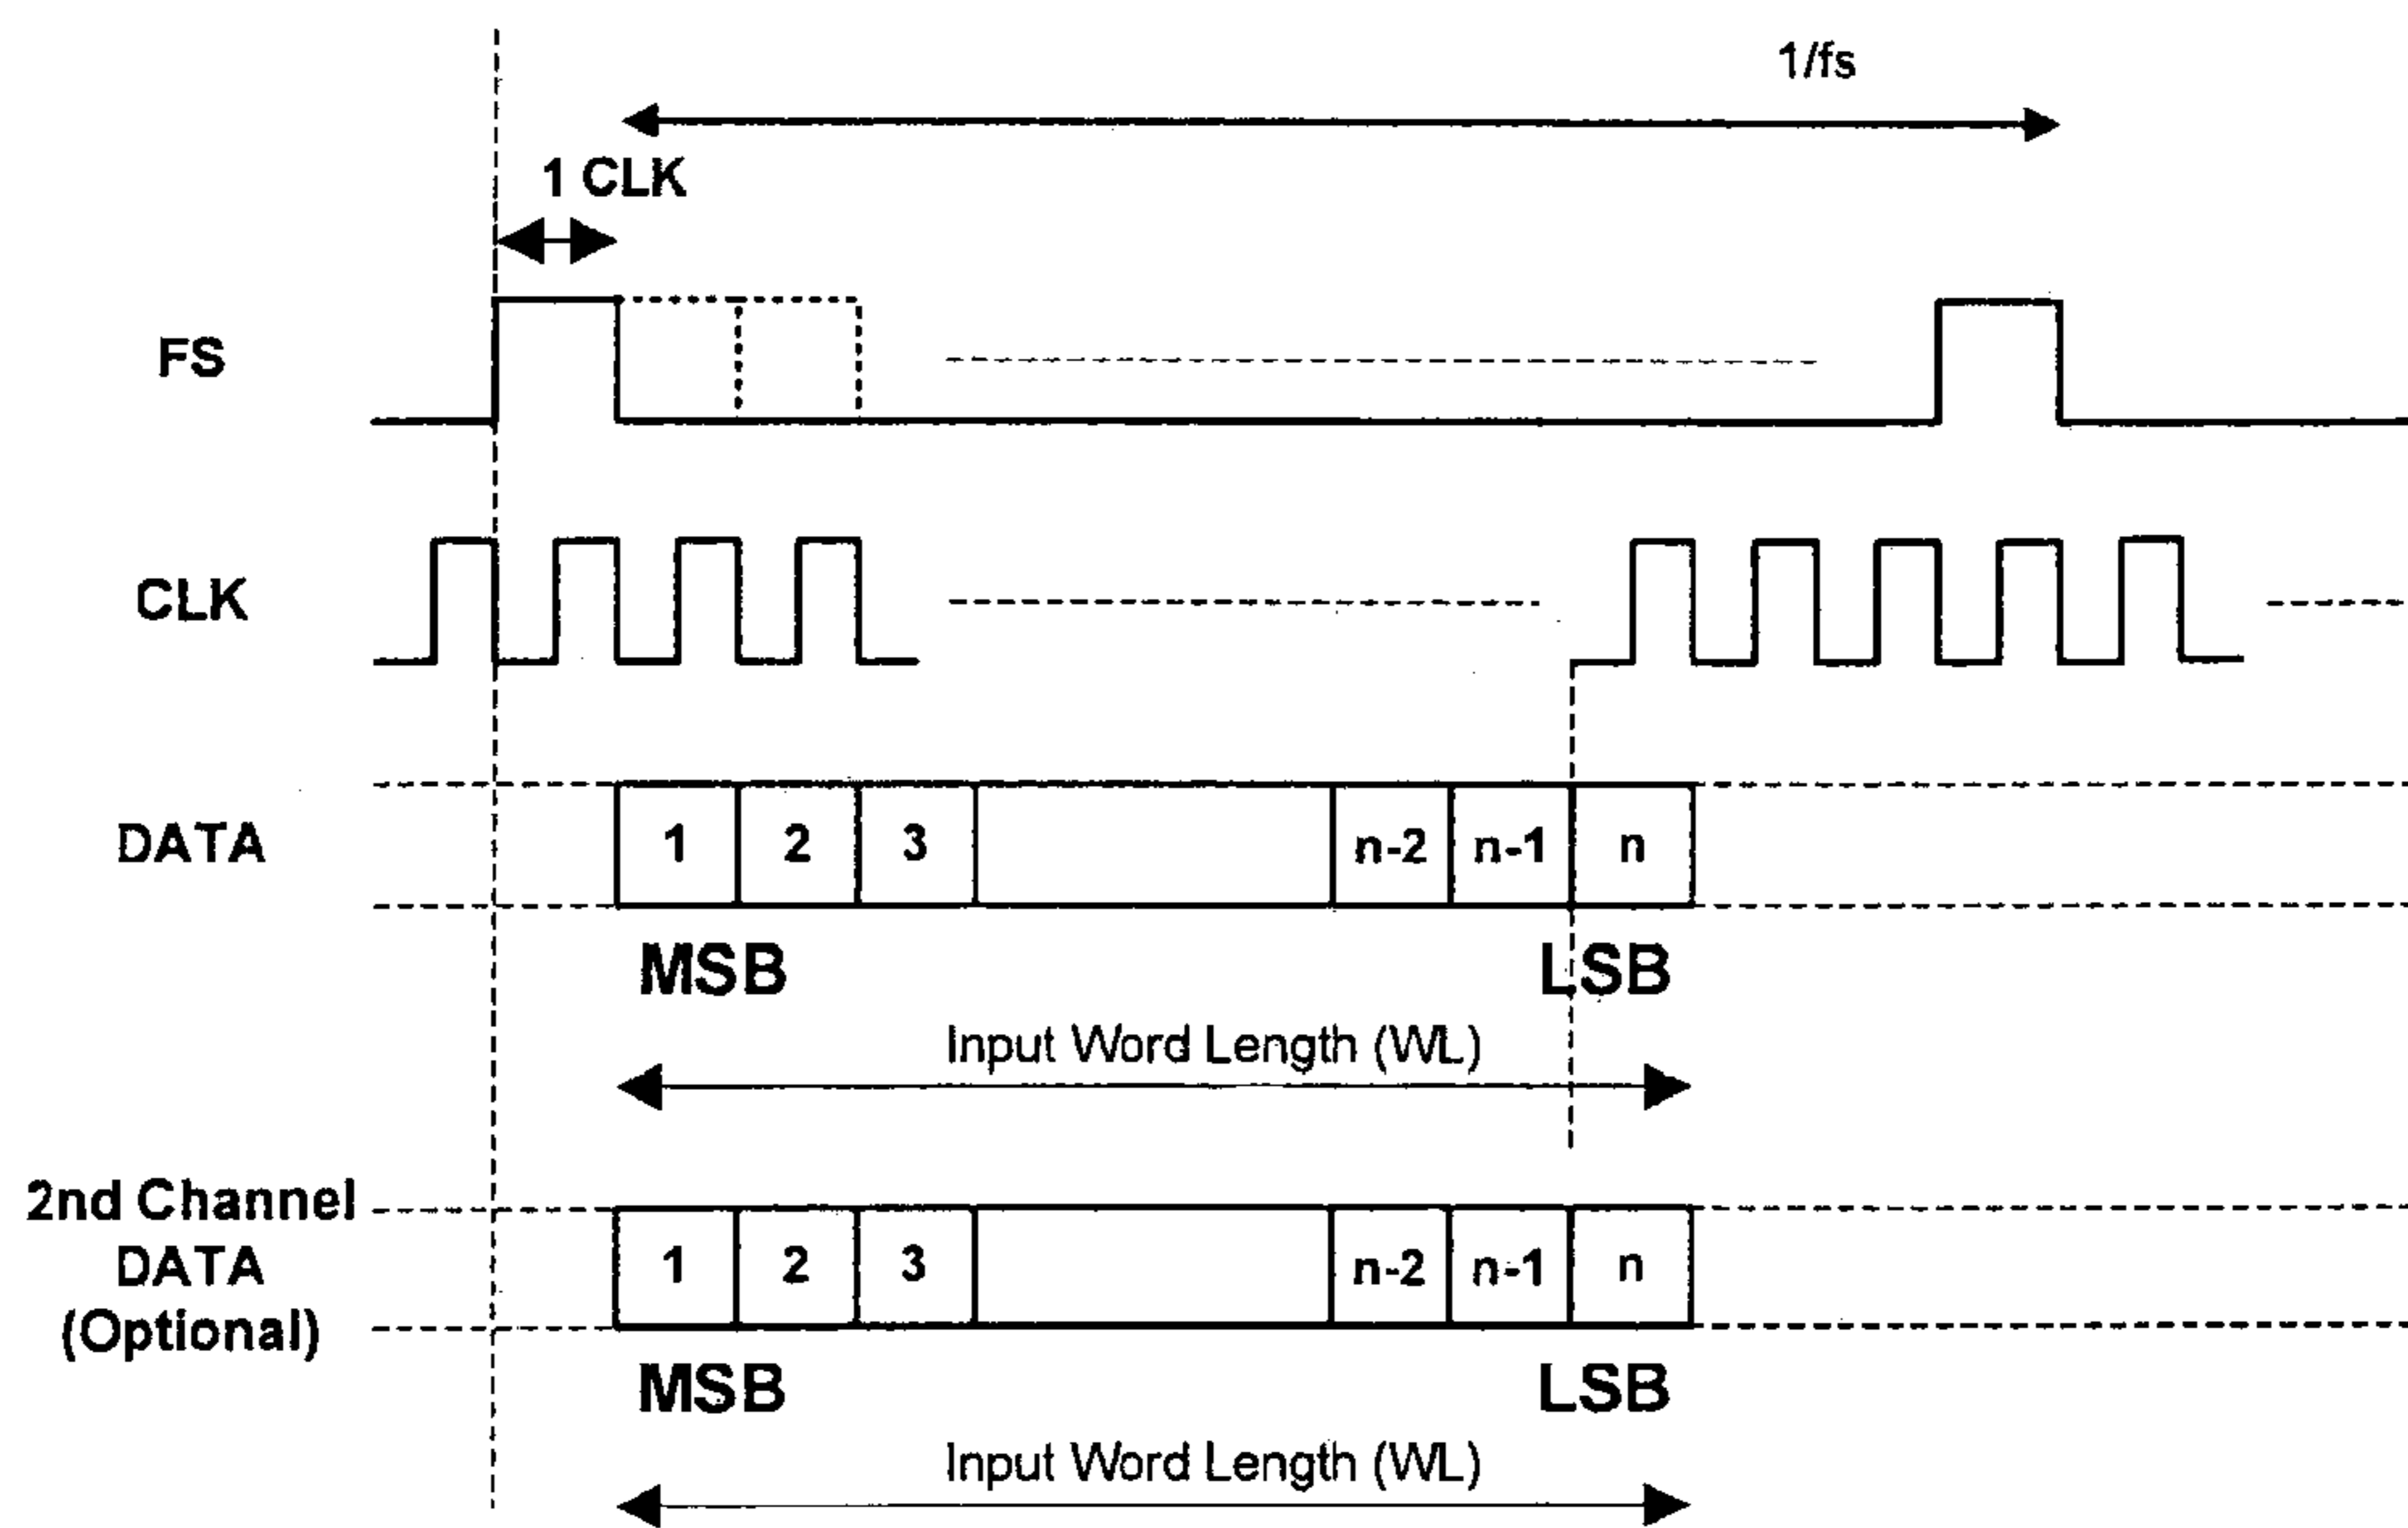 1/fs
1 CLK
FS
CLK
DATA
1 2 3 n-2 n-1 n
MSB LSB
Input Word Length (WL)
2nd Channel
DATA
(Optional)
1 2 3 n-2 n-1 n
MSB LSB
Input Word Length (WL)